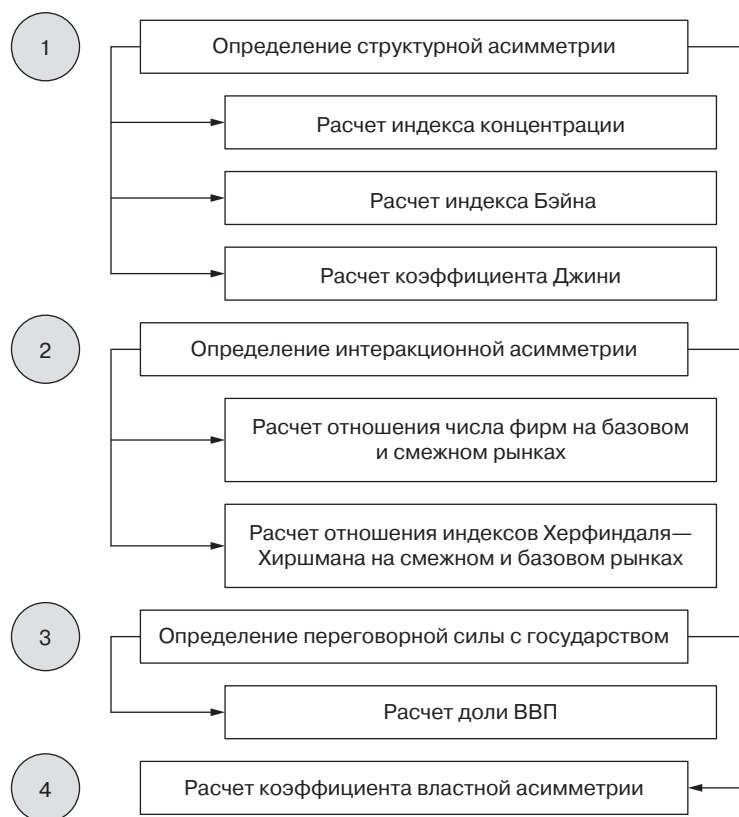 1
Определение структурной асимметрии
Расчет индекса концентрации
Расчет индекса Бэйна
Расчет коэффициента Джини
2
Определение интеракционной асимметрии
Расчет отношения числа фирм на базовом
и смежном рынках
Расчет отношения индексов Херфиндаля—
Хиршмана на смежном и базовом рынках
3
Определение переговорной силы с государством
Расчет доли ВВП
4
Расчет коэффициента властной асимметрии